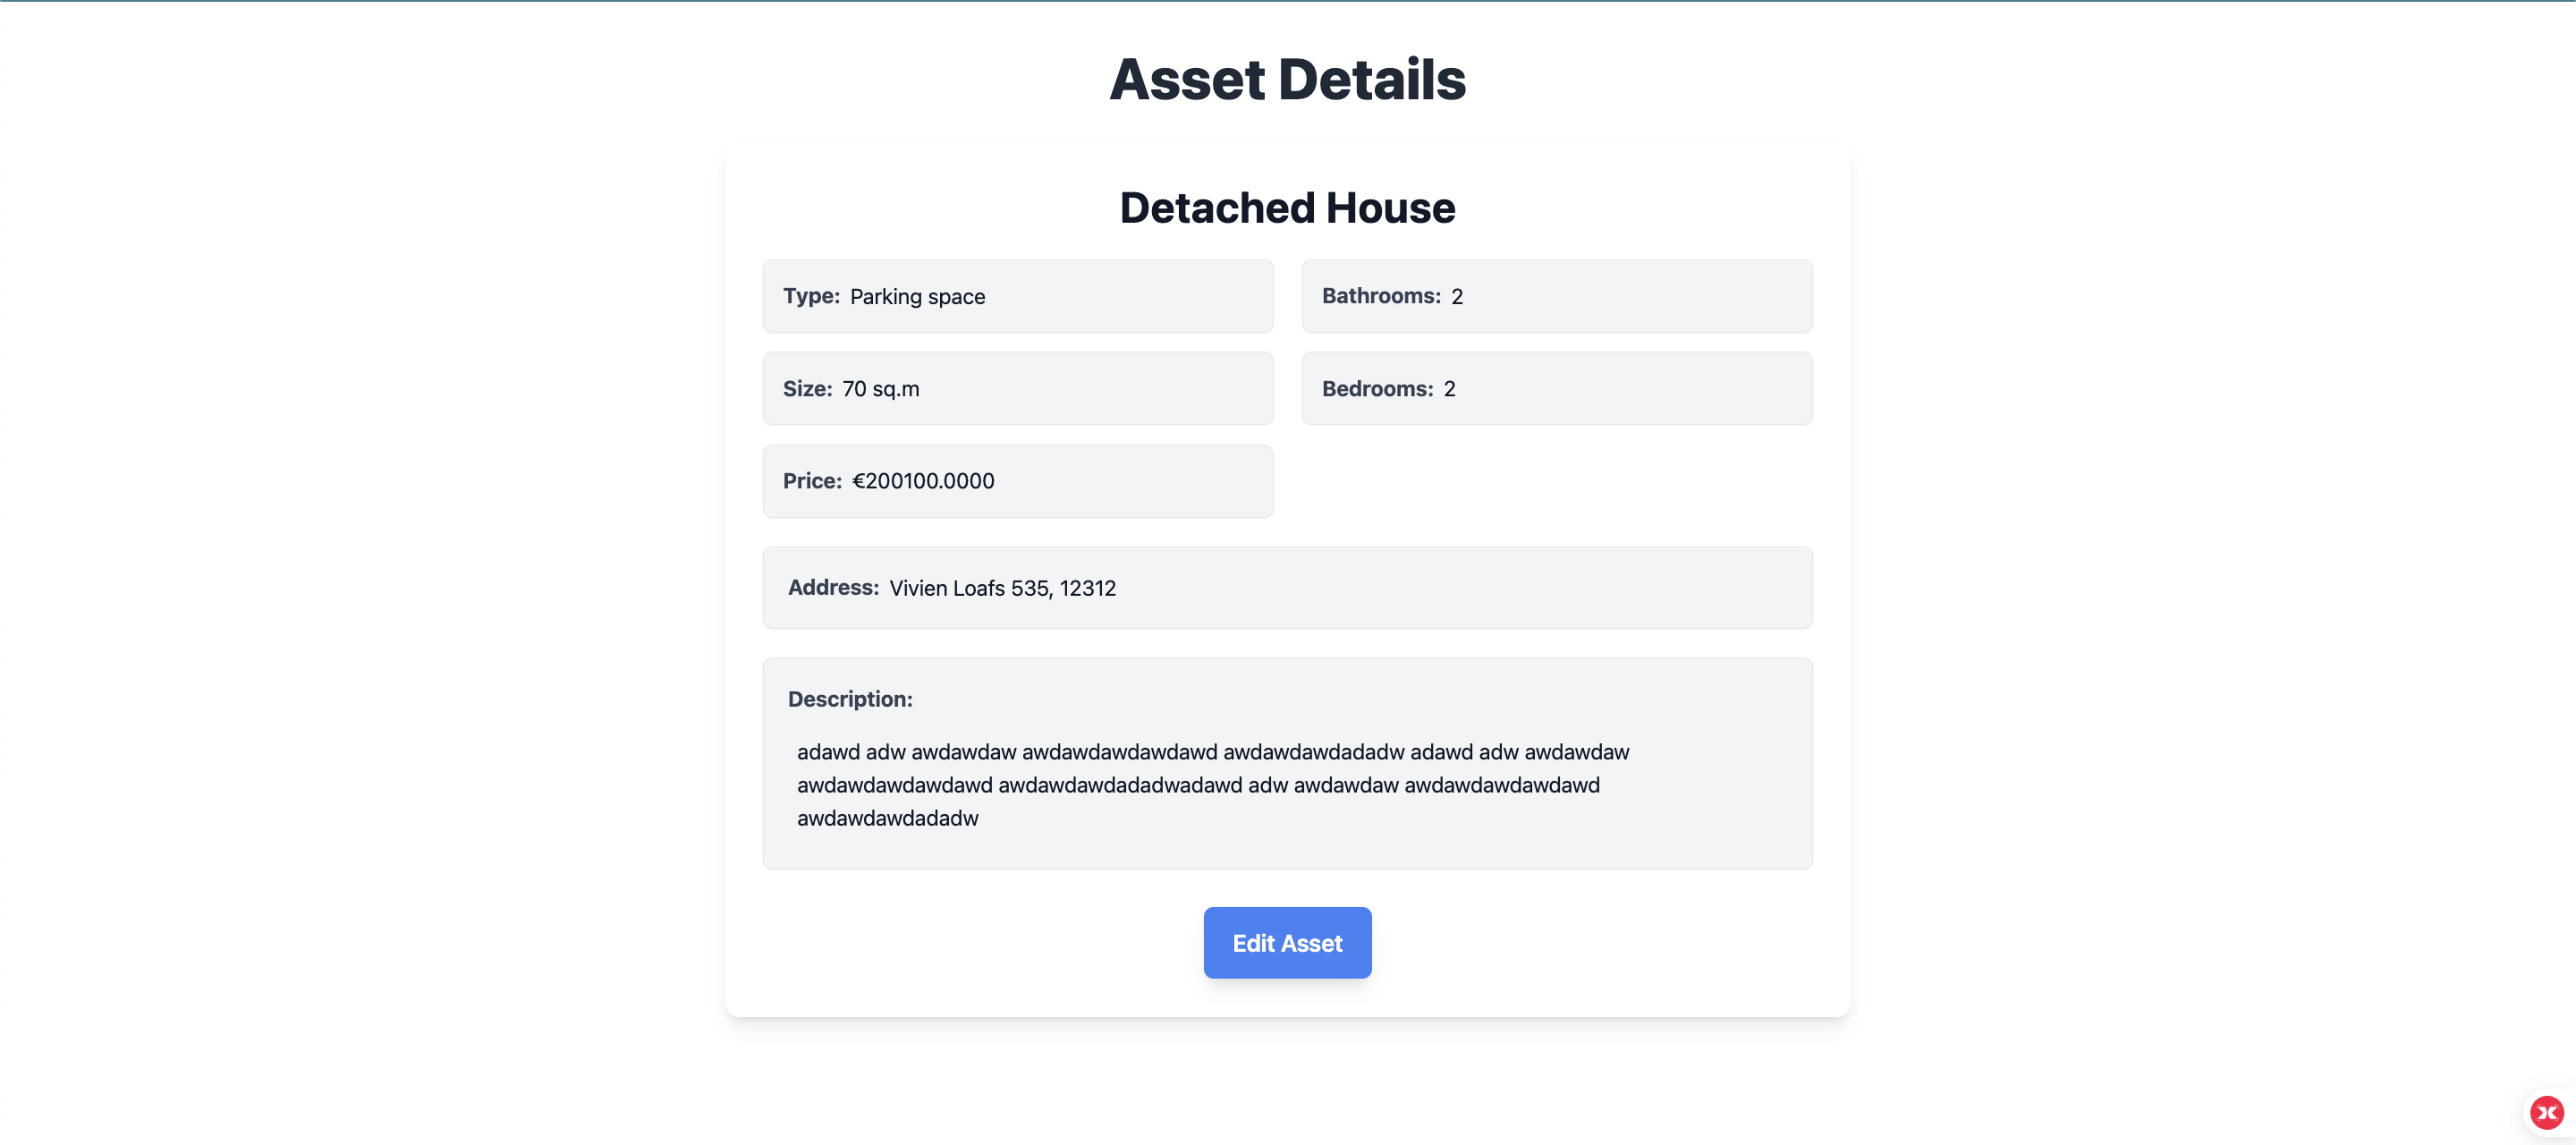 Asset Details
Detached House
Type: Parking space
Bathrooms: 2
Size: 70 sq.m
Bedrooms: 2
Price: €200100.0000
Address: Vivien Loafs 535, 12312
Description:
adawd adw awdawdaw awdawdawdawdawd awdawdawdadadw adawd adw awdawdaw
awdawdawdawdawd awdawdawdadadwadawd adw awdawdaw awdawdawdawdawd
awdawdawdadadw
Edit Asset